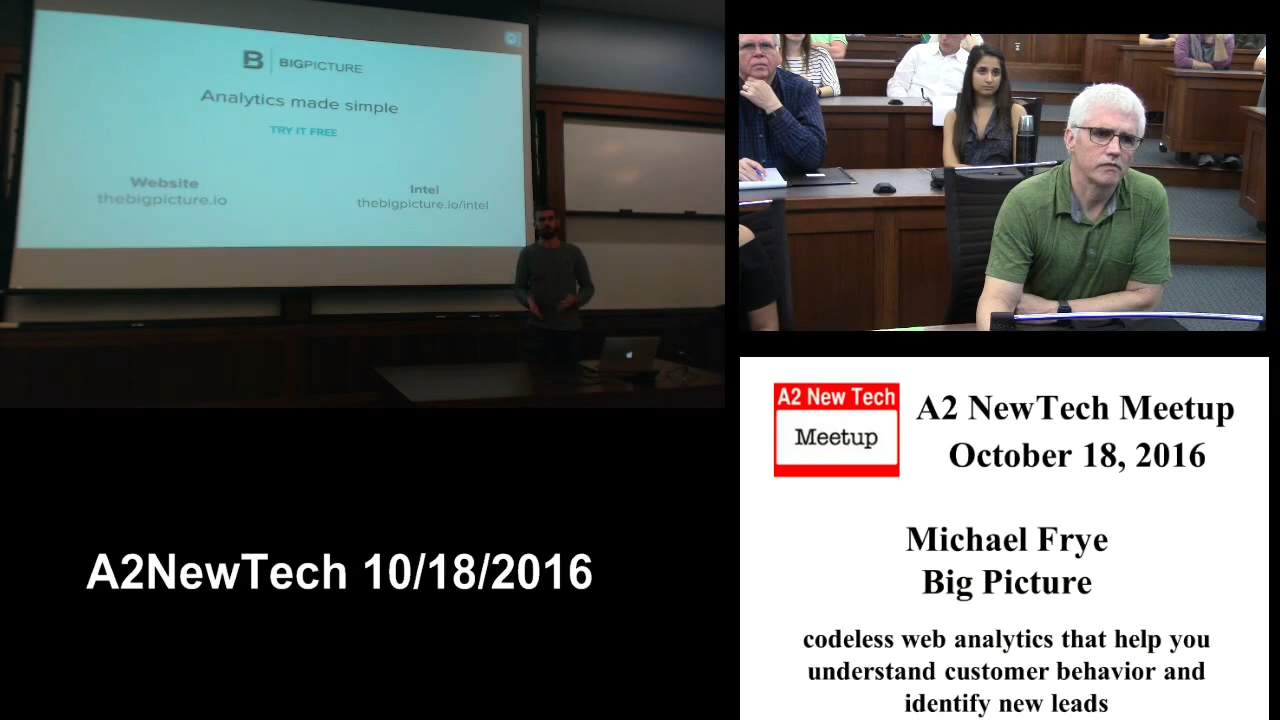 B BIGPICTURE
Analytics made simple
TRY IT FREE
Website
thebigpicture.io
Intel
thebigpicture.io/intel
A2NewTech 10/18/2016
A2 New Tech
Meetup
A2 NewTech Meetup
October 18, 2016
Michael Frye
Big Picture
codeless web analytics that help you
understand customer behavior and
identify new leads